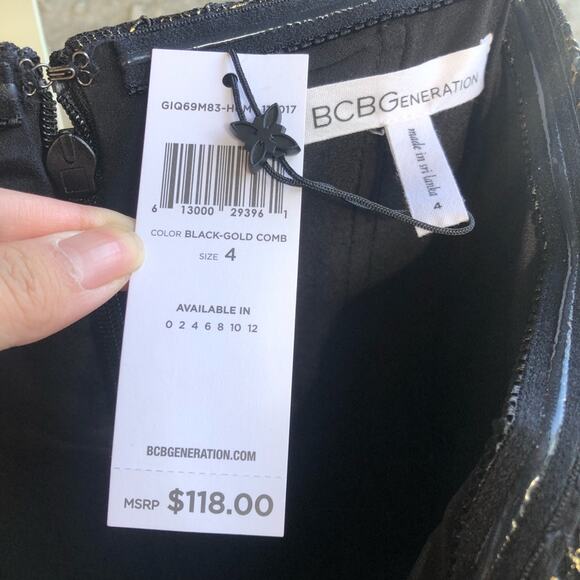 6 13000 29396 1
COLOR BLACK-GOLD COMB
SIZE 4
AVAILABLE IN
0 2 4 6 8 10 12
BCBGENERATION.COM
MSRP $118.00
BCBGENERATION
made in sri lanka
4